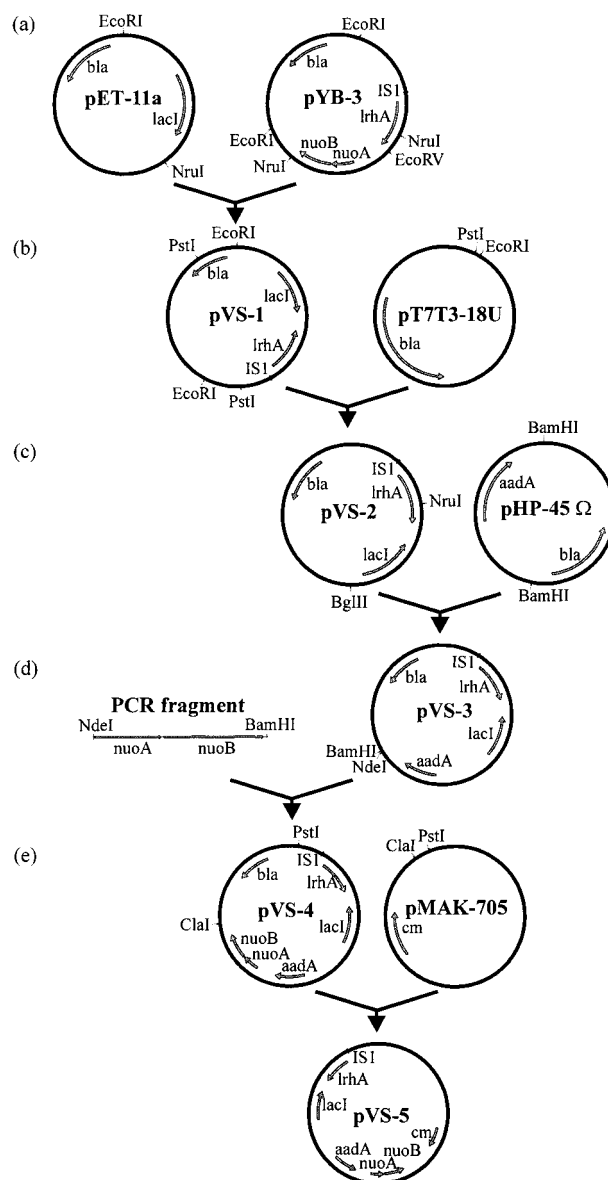 (a)
EcoRI
bla
pET-11a
lacI
NruI
EcoRI
bla
pYB-3
IS1
lrhA
EcoRI
NruI
nuoB
nuoA
NruI
EcoRV
(b)
EcoRI
PstI
bla
lacI
pVS-1
lrhA
IS1
EcoRI
PstI
PstI
EcoRI
pT7T3-18U
bla
(c)
IS1
bla
lrhA
NruI
pVS-2
lacI
BglII
BamHI
aadA
pHP-45 Ω
bla
BamHI
(d)
PCR fragment
NdeI
BamHI
nuoA
nuoB
IS1
bla
lrhA
pVS-3
lacI
BamHI
NdeI
aadA
(e)
PstI
IS1
bla
lrhA
pVS-4
ClaI
lacI
nuoB
nuoA
aadA
PstI
ClaI
pMAK-705
cm
IS1
lrhA
lacI
pVS-5
cm
aadA
nuoB
nuoA